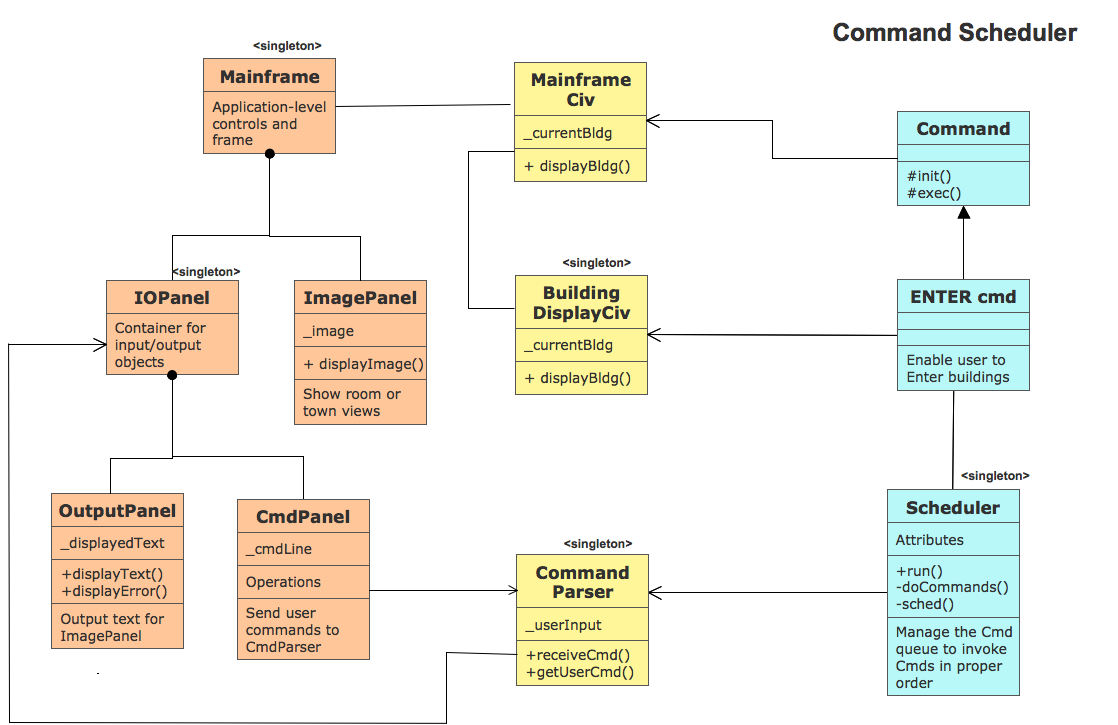 Command Scheduler
<singleton>
Mainframe
Application-level
controls and
frame
Mainframe
Civ
_currentBldg
+ displayBldg()
Command
#init()
#exec()
<singleton>
IOPanel
Container for
input/output
objects
ImagePanel
_image
+ displayImage()
Show room or
town views
<singleton>
Building
DisplayCiv
_currentBldg
+ displayBldg()
ENTER cmd
Enable user to
Enter buildings
OutputPanel
_displayedText
+displayText()
+displayError()
Output text for
ImagePanel
CmdPanel
_cmdLine
Operations
Send user
commands to
CmdParser
<singleton>
Command
Parser
_userInput
+receiveCmd()
+getUserCmd()
<singleton>
Scheduler
Attributes
+run()
-doCommands()
-sched()
Manage the Cmd
queue to invoke
Cmds in proper
order